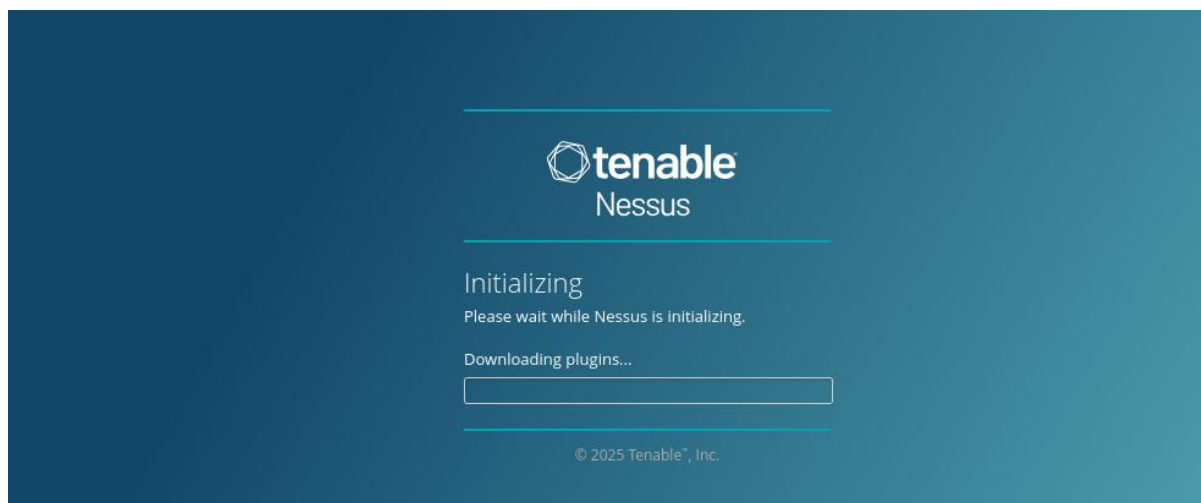 tenable
Nessus
Initializing
Please wait while Nessus is initializing.
Downloading plugins...
© 2025 Tenable™, Inc.